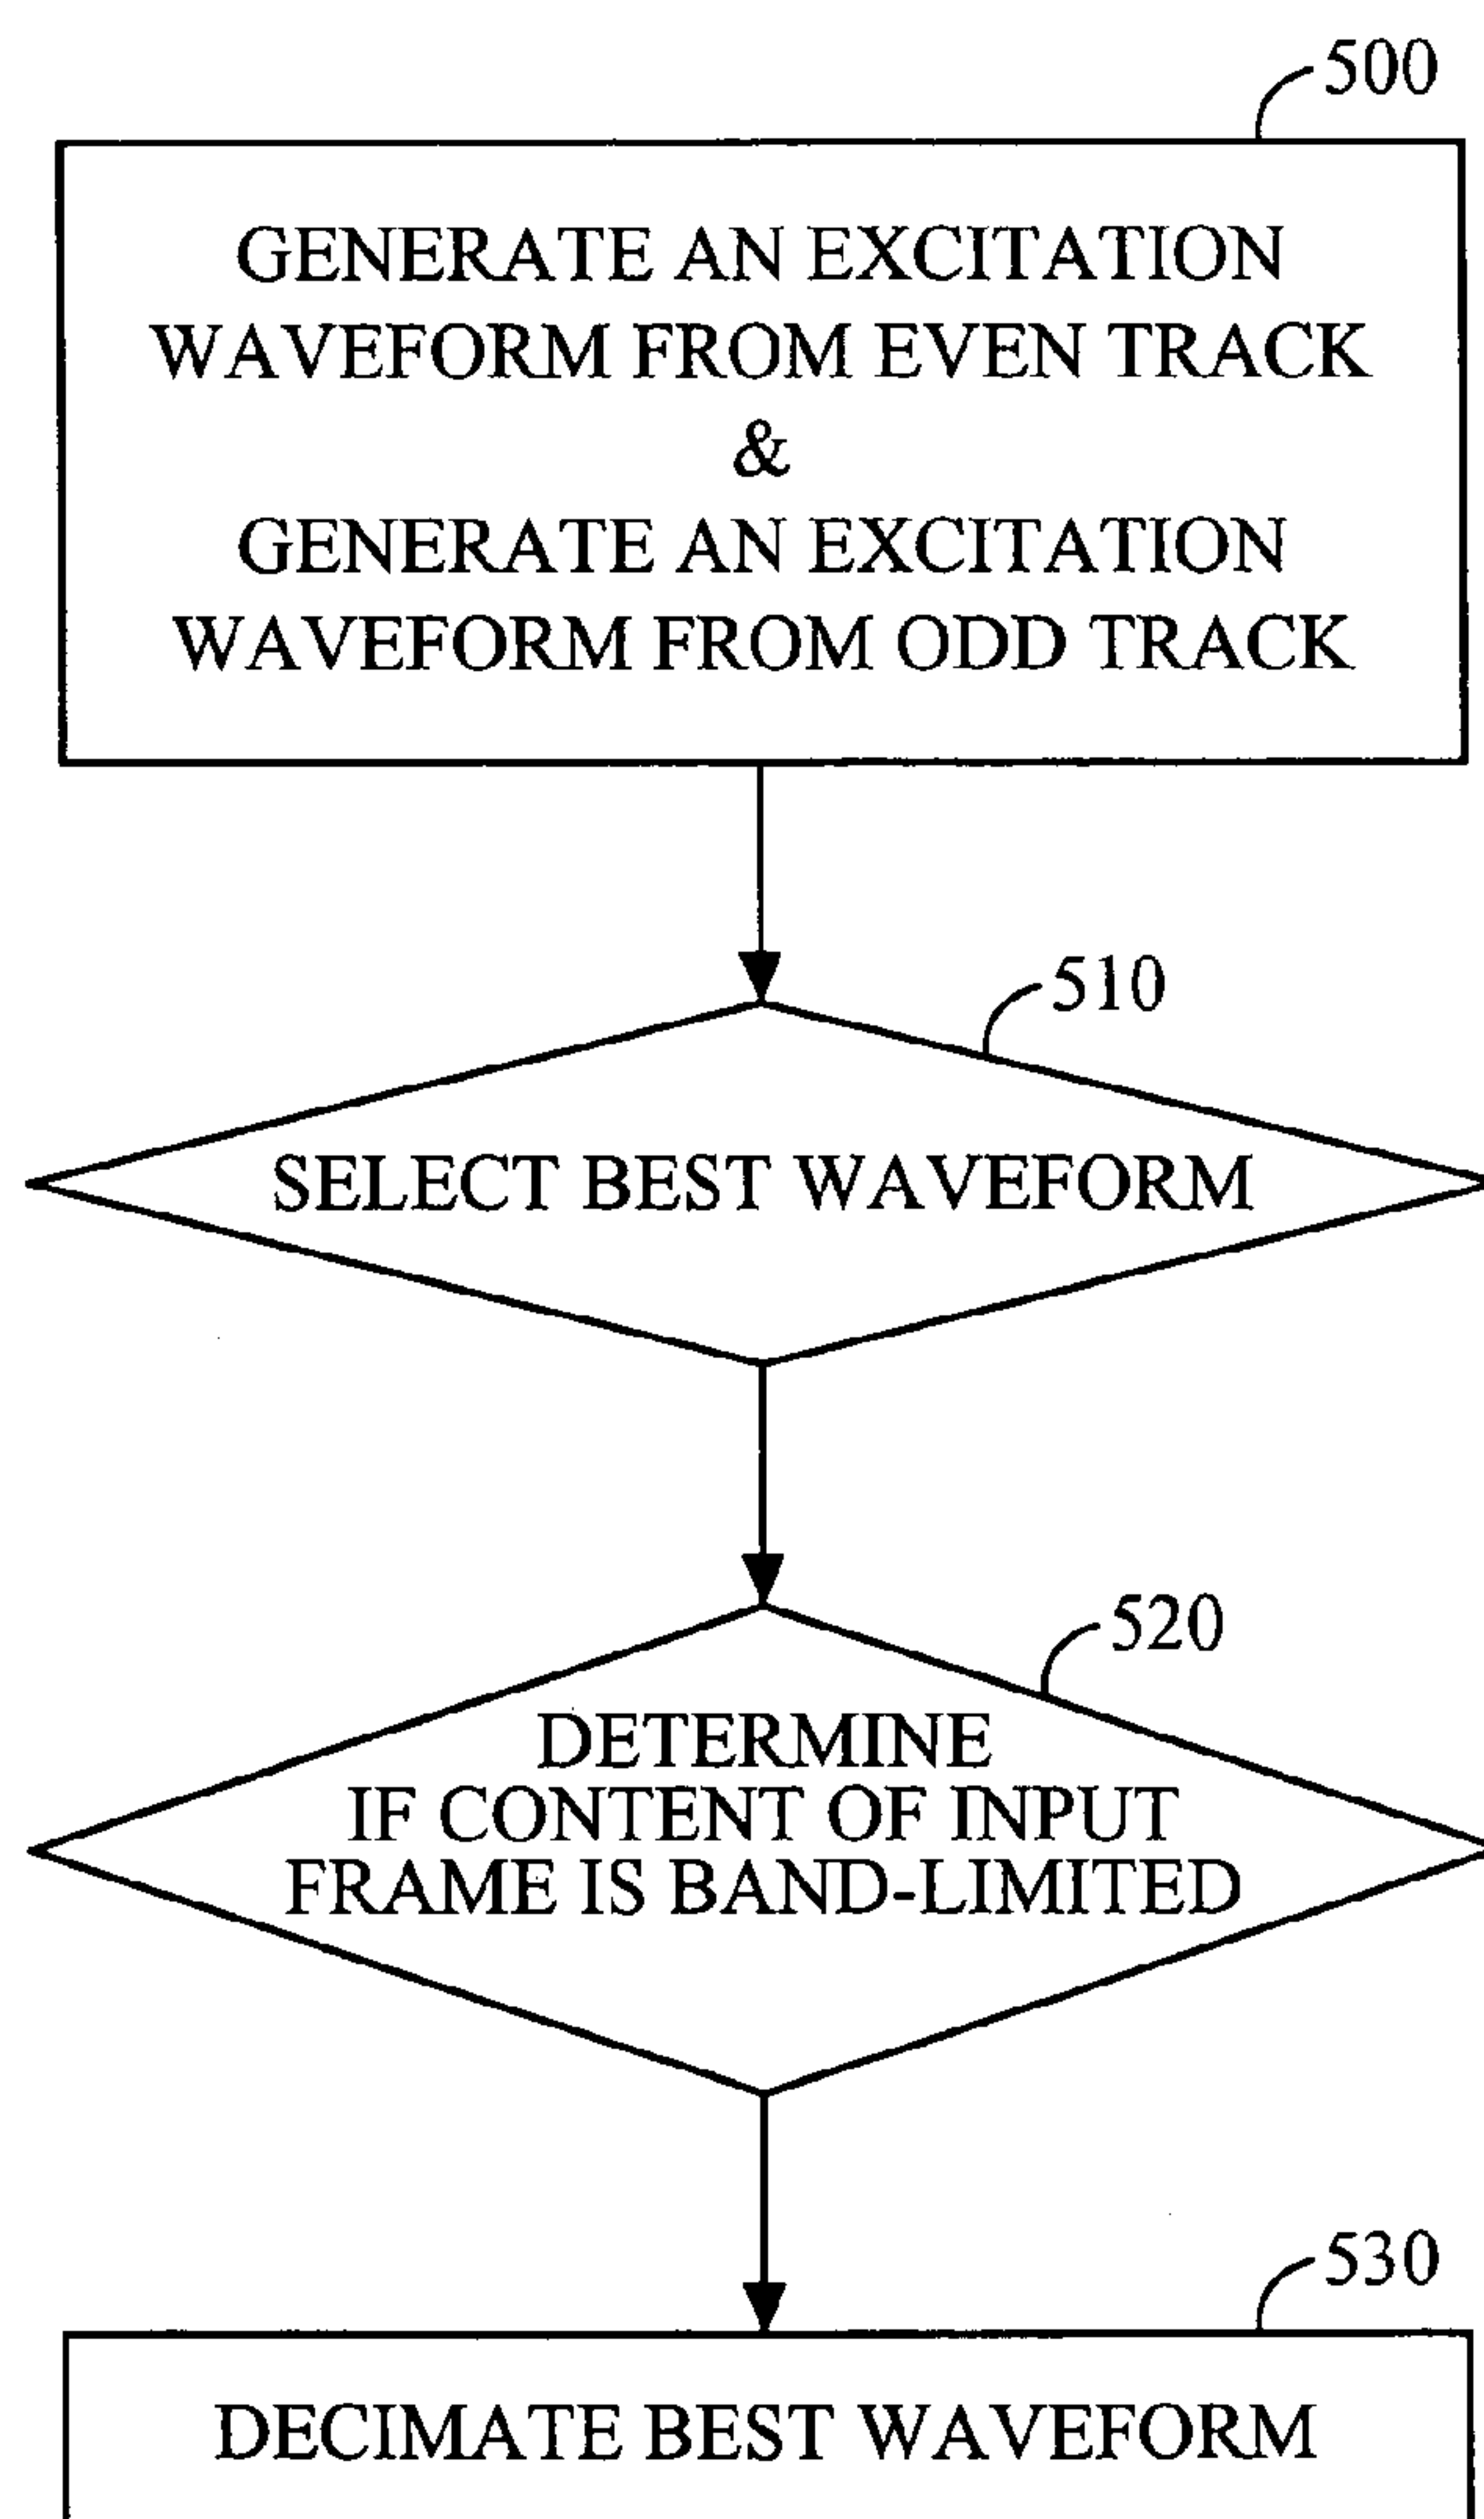 500
GENERATE AN EXCITATION
WAVEFORM FROM EVEN TRACK
&
GENERATE AN EXCITATION
WAVEFORM FROM ODD TRACK
510
SELECT BEST WAVEFORM
520
DETERMINE
IF CONTENT OF INPUT
FRAME IS BAND-LIMITED
530
DECIMATE BEST WAVEFORM